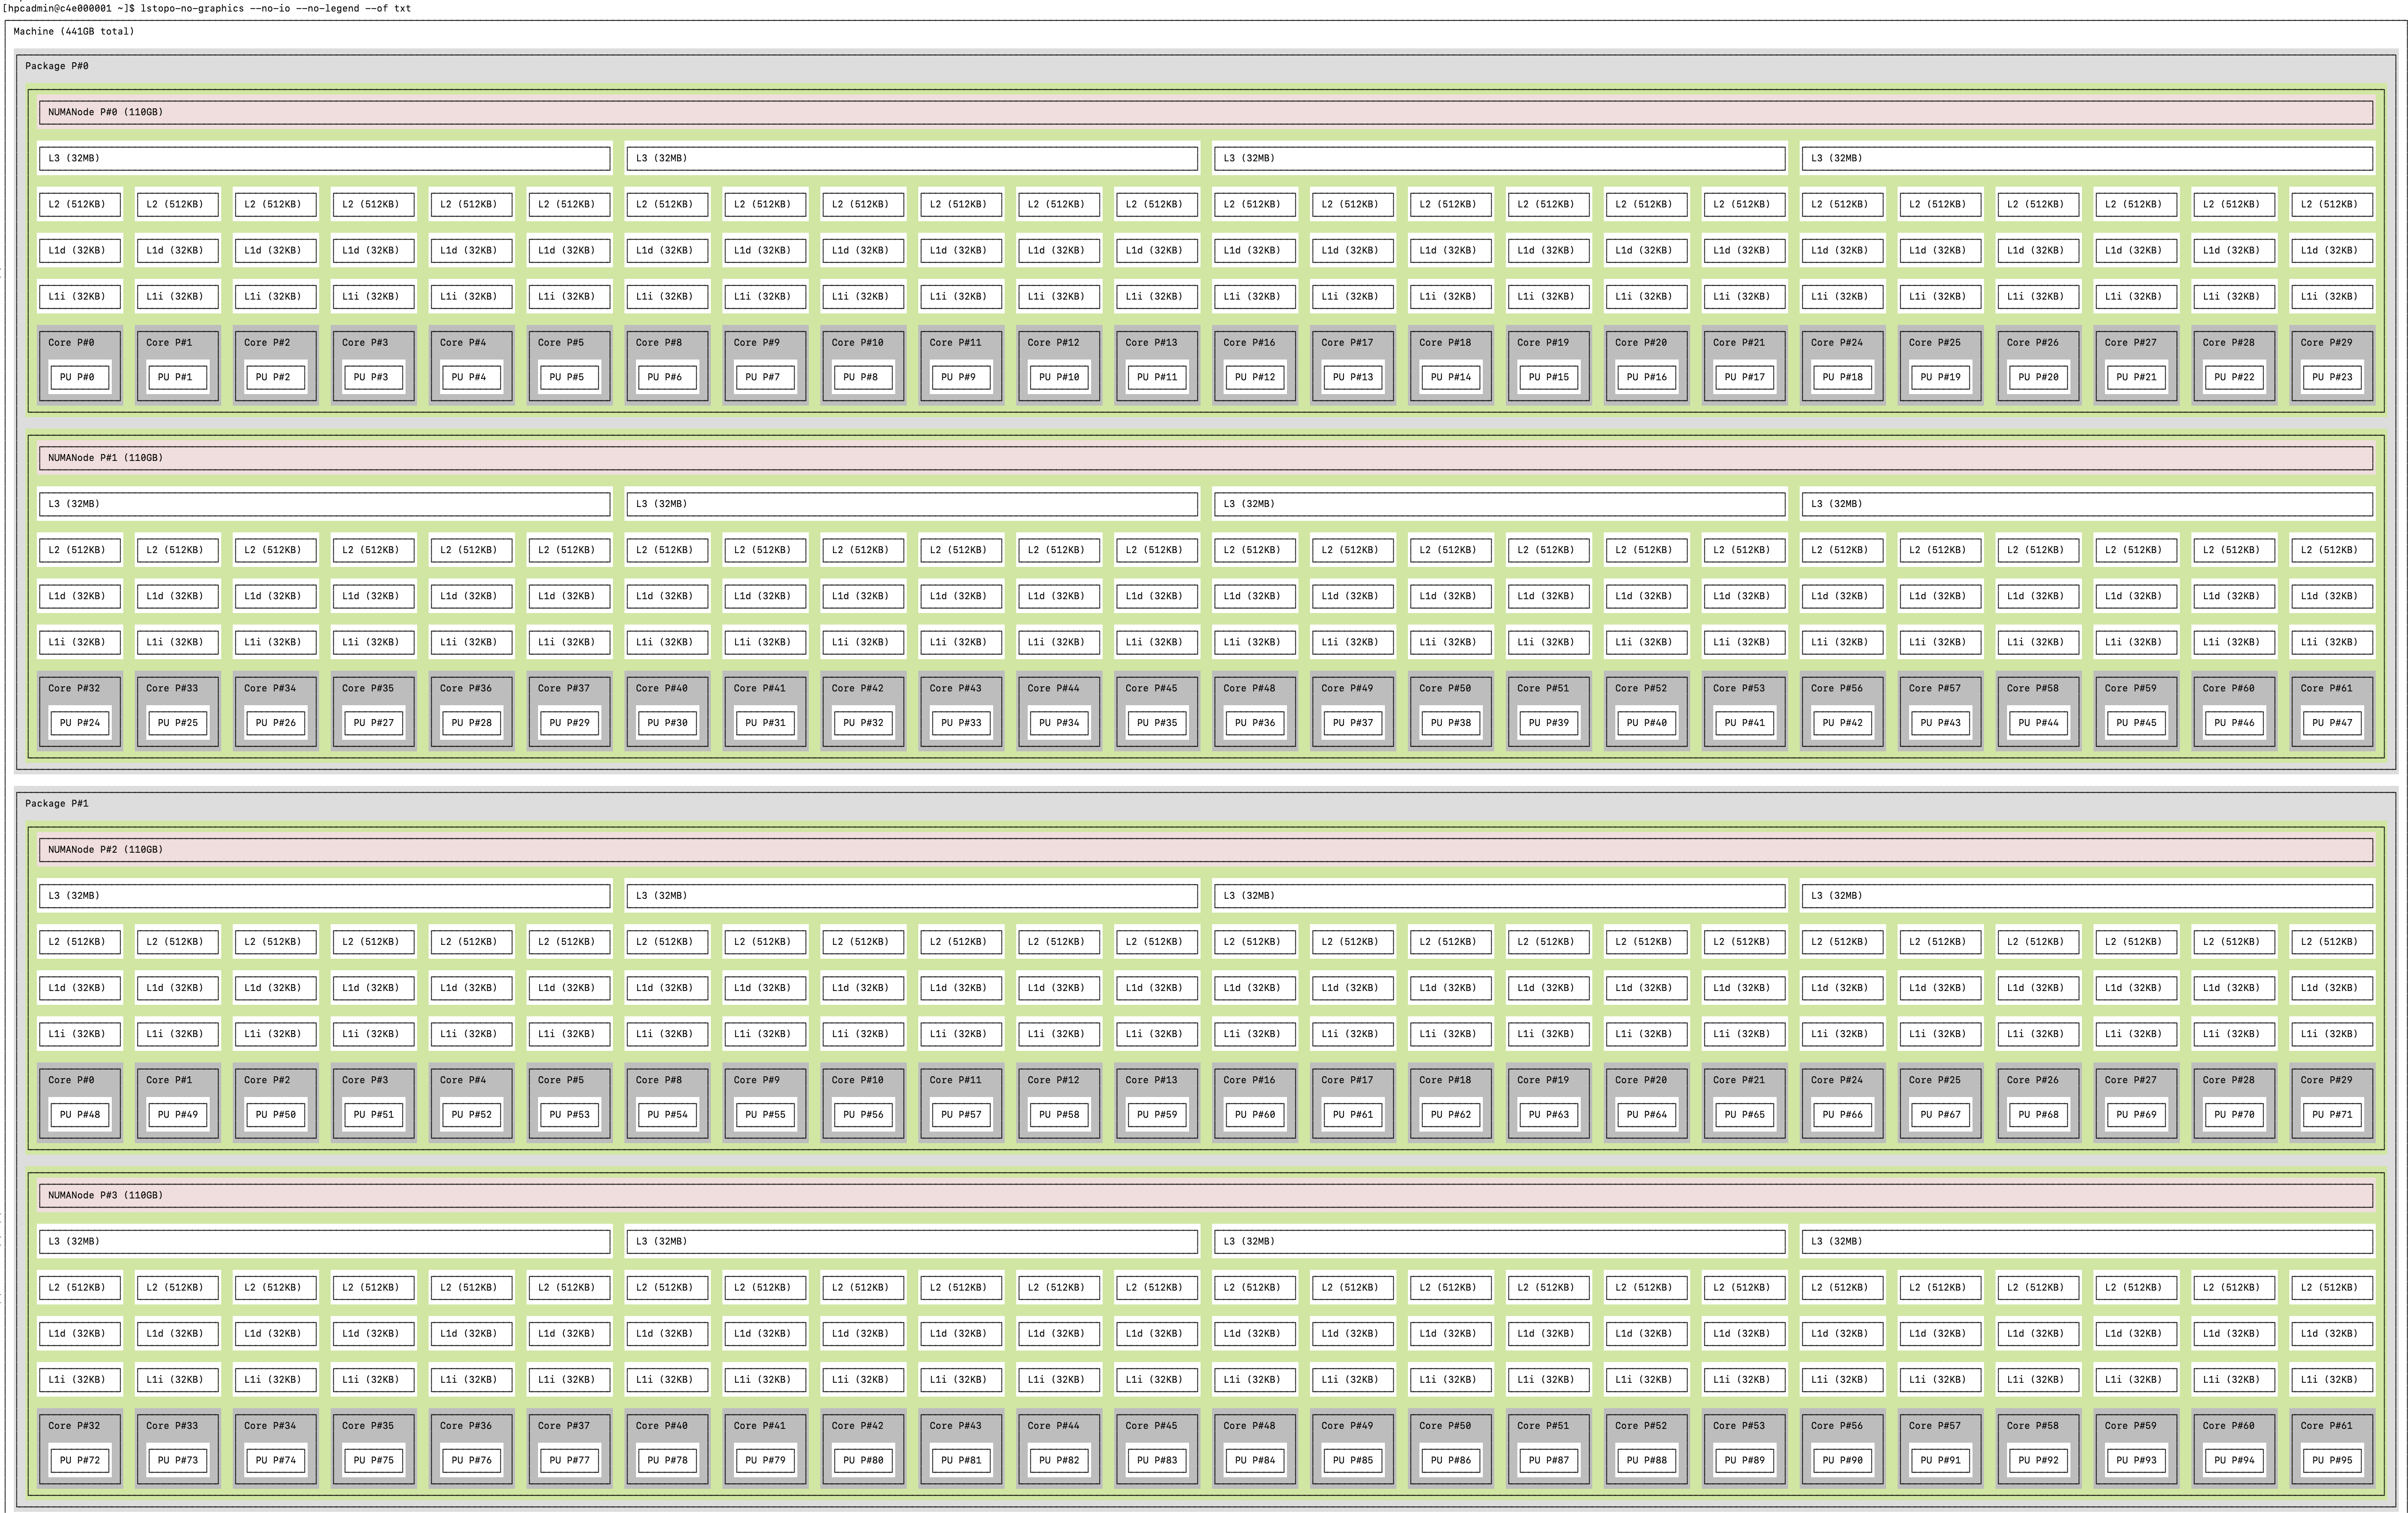 [hpcadmin@c4e000001 ~]$ lstopo-no-graphics --no-io --no-legend --of txt
Machine (441GB total)
Package P#0
NUMANode P#0 (110GB)
L3 (32MB) L3 (32MB) L3 (32MB) L3 (32MB)
L2 (512KB) L2 (512KB) L2 (512KB) L2 (512KB) L2 (512KB) L2 (512KB) L2 (512KB) L2 (512KB) L2 (512KB) L2 (512KB) L2 (512KB) L2 (512KB) L2 (512KB) L2 (512KB) L2 (512KB) L2 (512KB) L2 (512KB) L2 (512KB) L2 (512KB) L2 (512KB) L2 (512KB) L2 (512KB) L2 (512KB) L2 (512KB)
L1d (32KB) L1d (32KB) L1d (32KB) L1d (32KB) L1d (32KB) L1d (32KB) L1d (32KB) L1d (32KB) L1d (32KB) L1d (32KB) L1d (32KB) L1d (32KB) L1d (32KB) L1d (32KB) L1d (32KB) L1d (32KB) L1d (32KB) L1d (32KB) L1d (32KB) L1d (32KB) L1d (32KB) L1d (32KB) L1d (32KB) L1d (32KB)
L1i (32KB) L1i (32KB) L1i (32KB) L1i (32KB) L1i (32KB) L1i (32KB) L1i (32KB) L1i (32KB) L1i (32KB) L1i (32KB) L1i (32KB) L1i (32KB) L1i (32KB) L1i (32KB) L1i (32KB) L1i (32KB) L1i (32KB) L1i (32KB) L1i (32KB) L1i (32KB) L1i (32KB) L1i (32KB) L1i (32KB) L1i (32KB)
Core P#0 Core P#1 Core P#2 Core P#3 Core P#4 Core P#5 Core P#8 Core P#9 Core P#10 Core P#11 Core P#12 Core P#13 Core P#16 Core P#17 Core P#18 Core P#19 Core P#20 Core P#21 Core P#24 Core P#25 Core P#26 Core P#27 Core P#28 Core P#29
PU P#0 PU P#1 PU P#2 PU P#3 PU P#4 PU P#5 PU P#6 PU P#7 PU P#8 PU P#9 PU P#10 PU P#11 PU P#12 PU P#13 PU P#14 PU P#15 PU P#16 PU P#17 PU P#18 PU P#19 PU P#20 PU P#21 PU P#22 PU P#23
NUMANode P#1 (110GB)
L3 (32MB) L3 (32MB) L3 (32MB) L3 (32MB)
L2 (512KB) L2 (512KB) L2 (512KB) L2 (512KB) L2 (512KB) L2 (512KB) L2 (512KB) L2 (512KB) L2 (512KB) L2 (512KB) L2 (512KB) L2 (512KB) L2 (512KB) L2 (512KB) L2 (512KB) L2 (512KB) L2 (512KB) L2 (512KB) L2 (512KB) L2 (512KB) L2 (512KB) L2 (512KB) L2 (512KB) L2 (512KB)
L1d (32KB) L1d (32KB) L1d (32KB) L1d (32KB) L1d (32KB) L1d (32KB) L1d (32KB) L1d (32KB) L1d (32KB) L1d (32KB) L1d (32KB) L1d (32KB) L1d (32KB) L1d (32KB) L1d (32KB) L1d (32KB) L1d (32KB) L1d (32KB) L1d (32KB) L1d (32KB) L1d (32KB) L1d (32KB) L1d (32KB) L1d (32KB)
L1i (32KB) L1i (32KB) L1i (32KB) L1i (32KB) L1i (32KB) L1i (32KB) L1i (32KB) L1i (32KB) L1i (32KB) L1i (32KB) L1i (32KB) L1i (32KB) L1i (32KB) L1i (32KB) L1i (32KB) L1i (32KB) L1i (32KB) L1i (32KB) L1i (32KB) L1i (32KB) L1i (32KB) L1i (32KB) L1i (32KB) L1i (32KB)
Core P#32 Core P#33 Core P#34 Core P#35 Core P#36 Core P#37 Core P#40 Core P#41 Core P#42 Core P#43 Core P#44 Core P#45 Core P#48 Core P#49 Core P#50 Core P#51 Core P#52 Core P#53 Core P#56 Core P#57 Core P#58 Core P#59 Core P#60 Core P#61
PU P#24 PU P#25 PU P#26 PU P#27 PU P#28 PU P#29 PU P#30 PU P#31 PU P#32 PU P#33 PU P#34 PU P#35 PU P#36 PU P#37 PU P#38 PU P#39 PU P#40 PU P#41 PU P#42 PU P#43 PU P#44 PU P#45 PU P#46 PU P#47
Package P#1
NUMANode P#2 (110GB)
L3 (32MB) L3 (32MB) L3 (32MB) L3 (32MB)
L2 (512KB) L2 (512KB) L2 (512KB) L2 (512KB) L2 (512KB) L2 (512KB) L2 (512KB) L2 (512KB) L2 (512KB) L2 (512KB) L2 (512KB) L2 (512KB) L2 (512KB) L2 (512KB) L2 (512KB) L2 (512KB) L2 (512KB) L2 (512KB) L2 (512KB) L2 (512KB) L2 (512KB) L2 (512KB) L2 (512KB) L2 (512KB)
L1d (32KB) L1d (32KB) L1d (32KB) L1d (32KB) L1d (32KB) L1d (32KB) L1d (32KB) L1d (32KB) L1d (32KB) L1d (32KB) L1d (32KB) L1d (32KB) L1d (32KB) L1d (32KB) L1d (32KB) L1d (32KB) L1d (32KB) L1d (32KB) L1d (32KB) L1d (32KB) L1d (32KB) L1d (32KB) L1d (32KB) L1d (32KB)
L1i (32KB) L1i (32KB) L1i (32KB) L1i (32KB) L1i (32KB) L1i (32KB) L1i (32KB) L1i (32KB) L1i (32KB) L1i (32KB) L1i (32KB) L1i (32KB) L1i (32KB) L1i (32KB) L1i (32KB) L1i (32KB) L1i (32KB) L1i (32KB) L1i (32KB) L1i (32KB) L1i (32KB) L1i (32KB) L1i (32KB) L1i (32KB)
Core P#0 Core P#1 Core P#2 Core P#3 Core P#4 Core P#5 Core P#8 Core P#9 Core P#10 Core P#11 Core P#12 Core P#13 Core P#16 Core P#17 Core P#18 Core P#19 Core P#20 Core P#21 Core P#24 Core P#25 Core P#26 Core P#27 Core P#28 Core P#29
PU P#48 PU P#49 PU P#50 PU P#51 PU P#52 PU P#53 PU P#54 PU P#55 PU P#56 PU P#57 PU P#58 PU P#59 PU P#60 PU P#61 PU P#62 PU P#63 PU P#64 PU P#65 PU P#66 PU P#67 PU P#68 PU P#69 PU P#70 PU P#71
NUMANode P#3 (110GB)
L3 (32MB) L3 (32MB) L3 (32MB) L3 (32MB)
L2 (512KB) L2 (512KB) L2 (512KB) L2 (512KB) L2 (512KB) L2 (512KB) L2 (512KB) L2 (512KB) L2 (512KB) L2 (512KB) L2 (512KB) L2 (512KB) L2 (512KB) L2 (512KB) L2 (512KB) L2 (512KB) L2 (512KB) L2 (512KB) L2 (512KB) L2 (512KB) L2 (512KB) L2 (512KB) L2 (512KB) L2 (512KB)
L1d (32KB) L1d (32KB) L1d (32KB) L1d (32KB) L1d (32KB) L1d (32KB) L1d (32KB) L1d (32KB) L1d (32KB) L1d (32KB) L1d (32KB) L1d (32KB) L1d (32KB) L1d (32KB) L1d (32KB) L1d (32KB) L1d (32KB) L1d (32KB) L1d (32KB) L1d (32KB) L1d (32KB) L1d (32KB) L1d (32KB) L1d (32KB)
L1i (32KB) L1i (32KB) L1i (32KB) L1i (32KB) L1i (32KB) L1i (32KB) L1i (32KB) L1i (32KB) L1i (32KB) L1i (32KB) L1i (32KB) L1i (32KB) L1i (32KB) L1i (32KB) L1i (32KB) L1i (32KB) L1i (32KB) L1i (32KB) L1i (32KB) L1i (32KB) L1i (32KB) L1i (32KB) L1i (32KB) L1i (32KB)
Core P#32 Core P#33 Core P#34 Core P#35 Core P#36 Core P#37 Core P#40 Core P#41 Core P#42 Core P#43 Core P#44 Core P#45 Core P#48 Core P#49 Core P#50 Core P#51 Core P#52 Core P#53 Core P#56 Core P#57 Core P#58 Core P#59 Core P#60 Core P#61
PU P#72 PU P#73 PU P#74 PU P#75 PU P#76 PU P#77 PU P#78 PU P#79 PU P#80 PU P#81 PU P#82 PU P#83 PU P#84 PU P#85 PU P#86 PU P#87 PU P#88 PU P#89 PU P#90 PU P#91 PU P#92 PU P#93 PU P#94 PU P#95